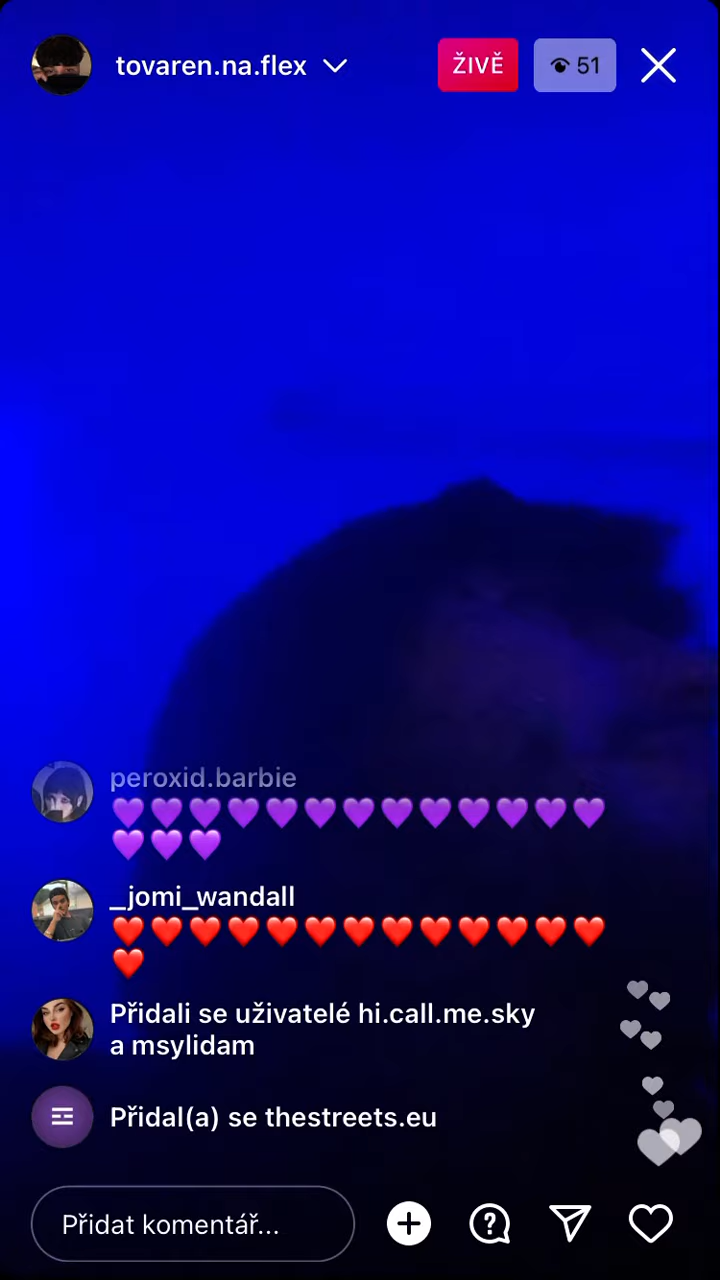 tovaren.na.flex
ŽIVĚ
51
peroxid.barbie
💜💜💜💜💜💜💜💜💜💜💜💜💜
💜💜💜
_jomi_wandall
❤️❤️❤️❤️❤️❤️❤️❤️❤️❤️❤️❤️❤️
❤️
Přidali se uživatelé hi.call.me.sky
a msylidam
Přidal(a) se thestreets.eu
Přidat komentář...